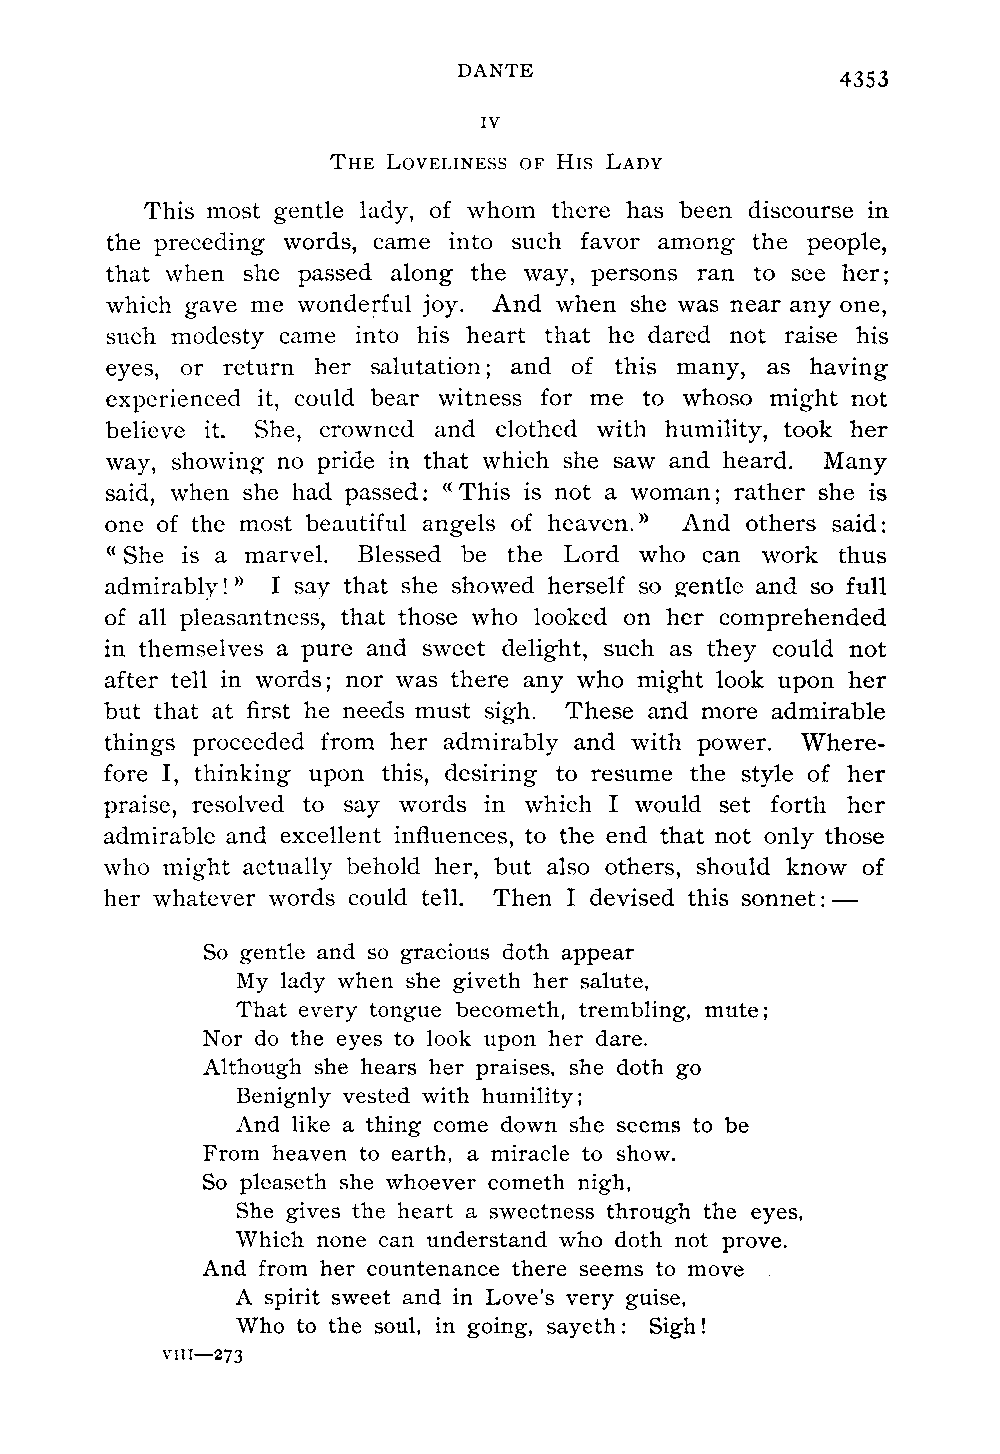 DANTE
4353
IV
THE LOVELINESS OF HIS LADY
This most gentle lady, of whom there has been discourse in
the preceding words, came into such favor among the people,
that when she passed along the way, persons ran to see her;
which gave me wonderful joy. And when she was near any one,
such modesty came into his heart that he dared not raise his
eyes, or return her salutation; and of this many, as having
experienced it, could bear witness for me to whoso might not
believe it. She, crowned and clothed with humility, took her
way, showing no pride in that which she saw and heard. Many
said, when she had passed: «This is not a woman; rather she is
one of the most beautiful angels of heaven.» And others said:
«She is a marvel. Blessed be the Lord who can work thus
admirably!» I say that she showed herself so gentle and so full
of all pleasantness, that those who looked on her comprehended
in themselves a pure and sweet delight, such as they could not
after tell in words; nor was there any who might look upon her
but that at first he needs must sigh. These and more admirable
things proceeded from her admirably and with power. Where-
fore I, thinking upon this, desiring to resume the style of her
praise, resolved to say words in which I would set forth her
admirable and excellent influences, to the end that not only those
who might actually behold her, but also others, should know of
her whatever words could tell. Then I devised this sonnet:—
So gentle and so gracious doth appear
My lady when she giveth her salute,
That every tongue becometh, trembling, mute;
Nor do the eyes to look upon her dare.
Although she hears her praises, she doth go
Benignly vested with humility;
And like a thing come down she seems to be
From heaven to earth, a miracle to show.
So pleaseth she whoever cometh nigh,
She gives the heart a sweetness through the eyes,
Which none can understand who doth not prove.
And from her countenance there seems to move
A spirit sweet and in Love's very guise,
Who to the soul, in going, sayeth: Sigh!
VIII—273